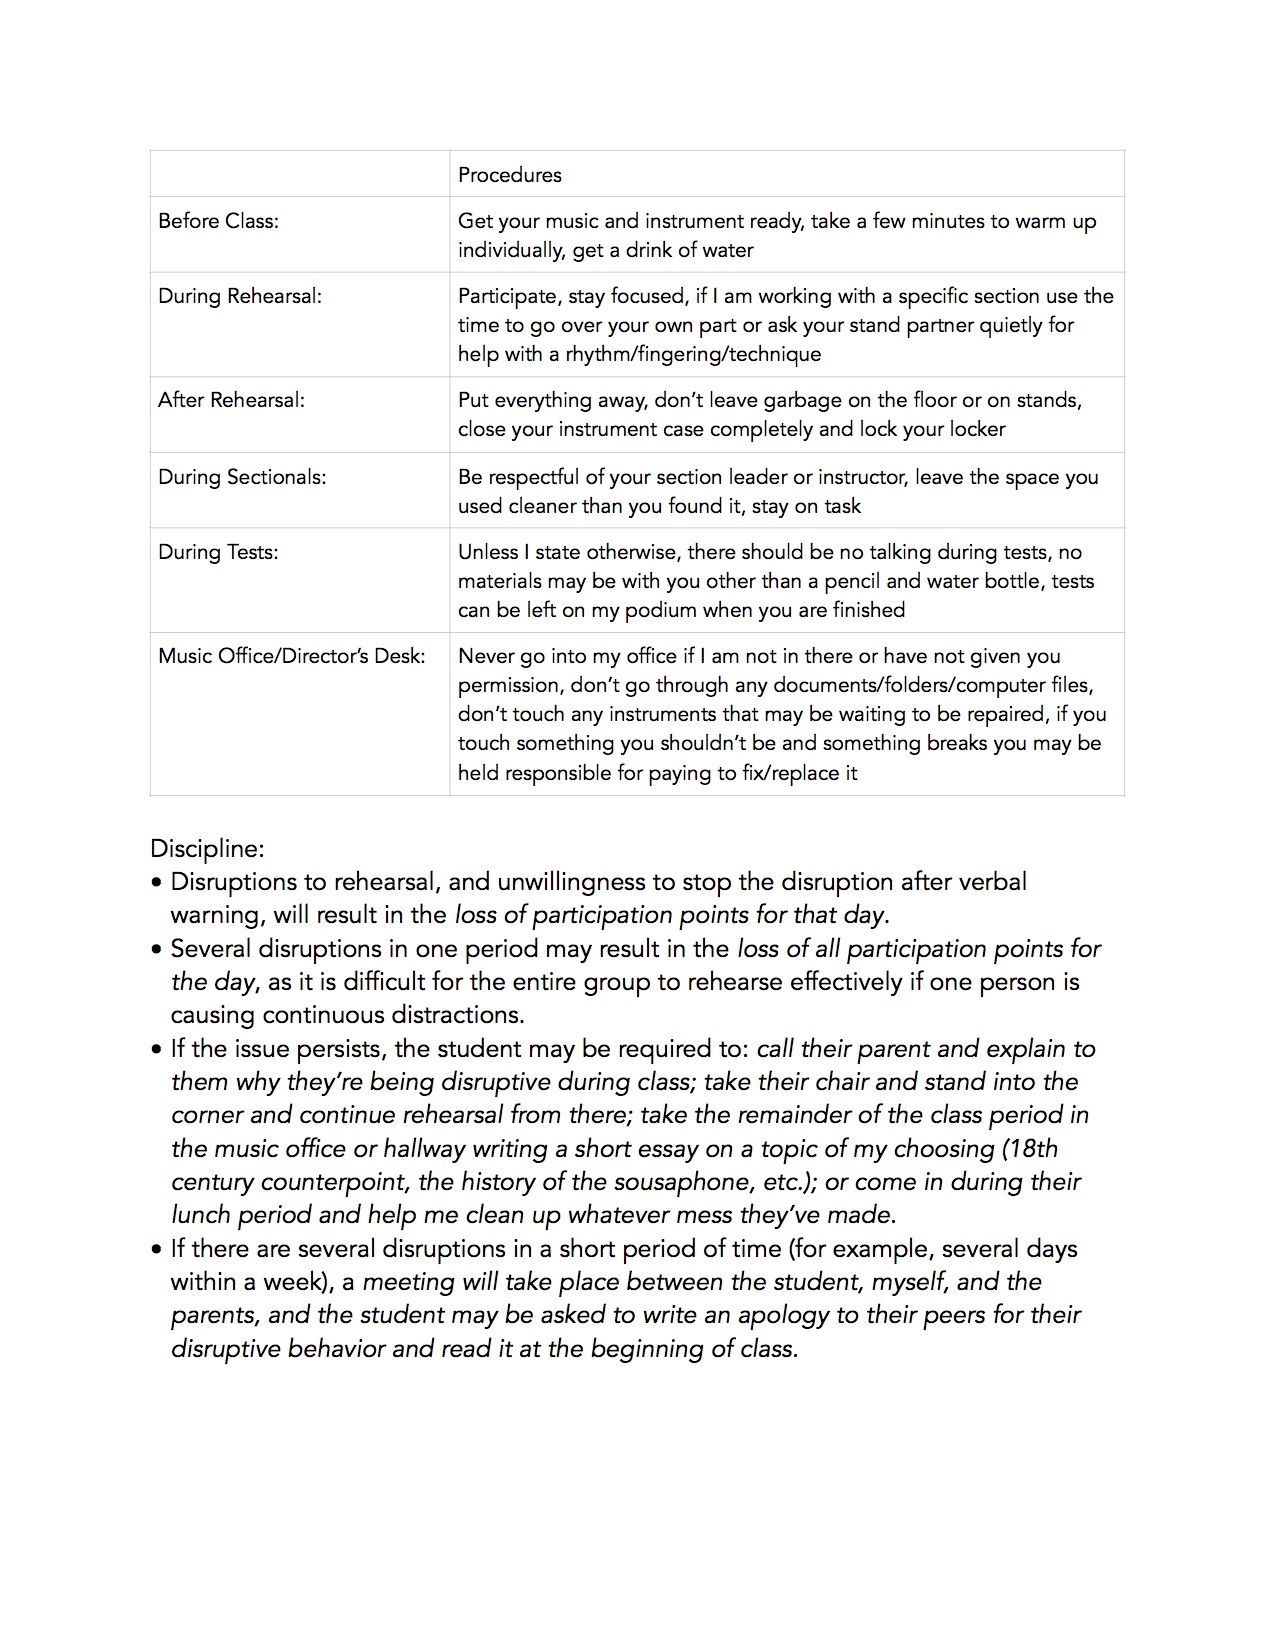 Procedures
Before Class:
Get your music and instrument ready, take a few minutes to warm up
individually, get a drink of water
During Rehearsal:
Participate, stay focused, if I am working with a specific section use the
time to go over your own part or ask your stand partner quietly for
help with a rhythm/fingering/technique
After Rehearsal:
Put everything away, don’t leave garbage on the floor or on stands,
close your instrument case completely and lock your locker
During Sectionals:
Be respectful of your section leader or instructor, leave the space you
used cleaner than you found it, stay on task
During Tests:
Unless I state otherwise, there should be no talking during tests, no
materials may be with you other than a pencil and water bottle, tests
can be left on my podium when you are finished
Music Office/Director’s Desk:
Never go into my office if I am not in there or have not given you
permission, don’t go through any documents/folders/computer files,
don’t touch any instruments that may be waiting to be repaired, if you
touch something you shouldn’t be and something breaks you may be
held responsible for paying to fix/replace it
Discipline:
• Disruptions to rehearsal, and unwillingness to stop the disruption after verbal
warning, will result in the loss of participation points for that day.
• Several disruptions in one period may result in the loss of all participation points for
the day, as it is difficult for the entire group to rehearse effectively if one person is
causing continuous distractions.
• If the issue persists, the student may be required to: call their parent and explain to
them why they’re being disruptive during class; take their chair and stand into the
corner and continue rehearsal from there; take the remainder of the class period in
the music office or hallway writing a short essay on a topic of my choosing (18th
century counterpoint, the history of the sousaphone, etc.); or come in during their
lunch period and help me clean up whatever mess they’ve made.
• If there are several disruptions in a short period of time (for example, several days
within a week), a meeting will take place between the student, myself, and the
parents, and the student may be asked to write an apology to their peers for their
disruptive behavior and read it at the beginning of class.